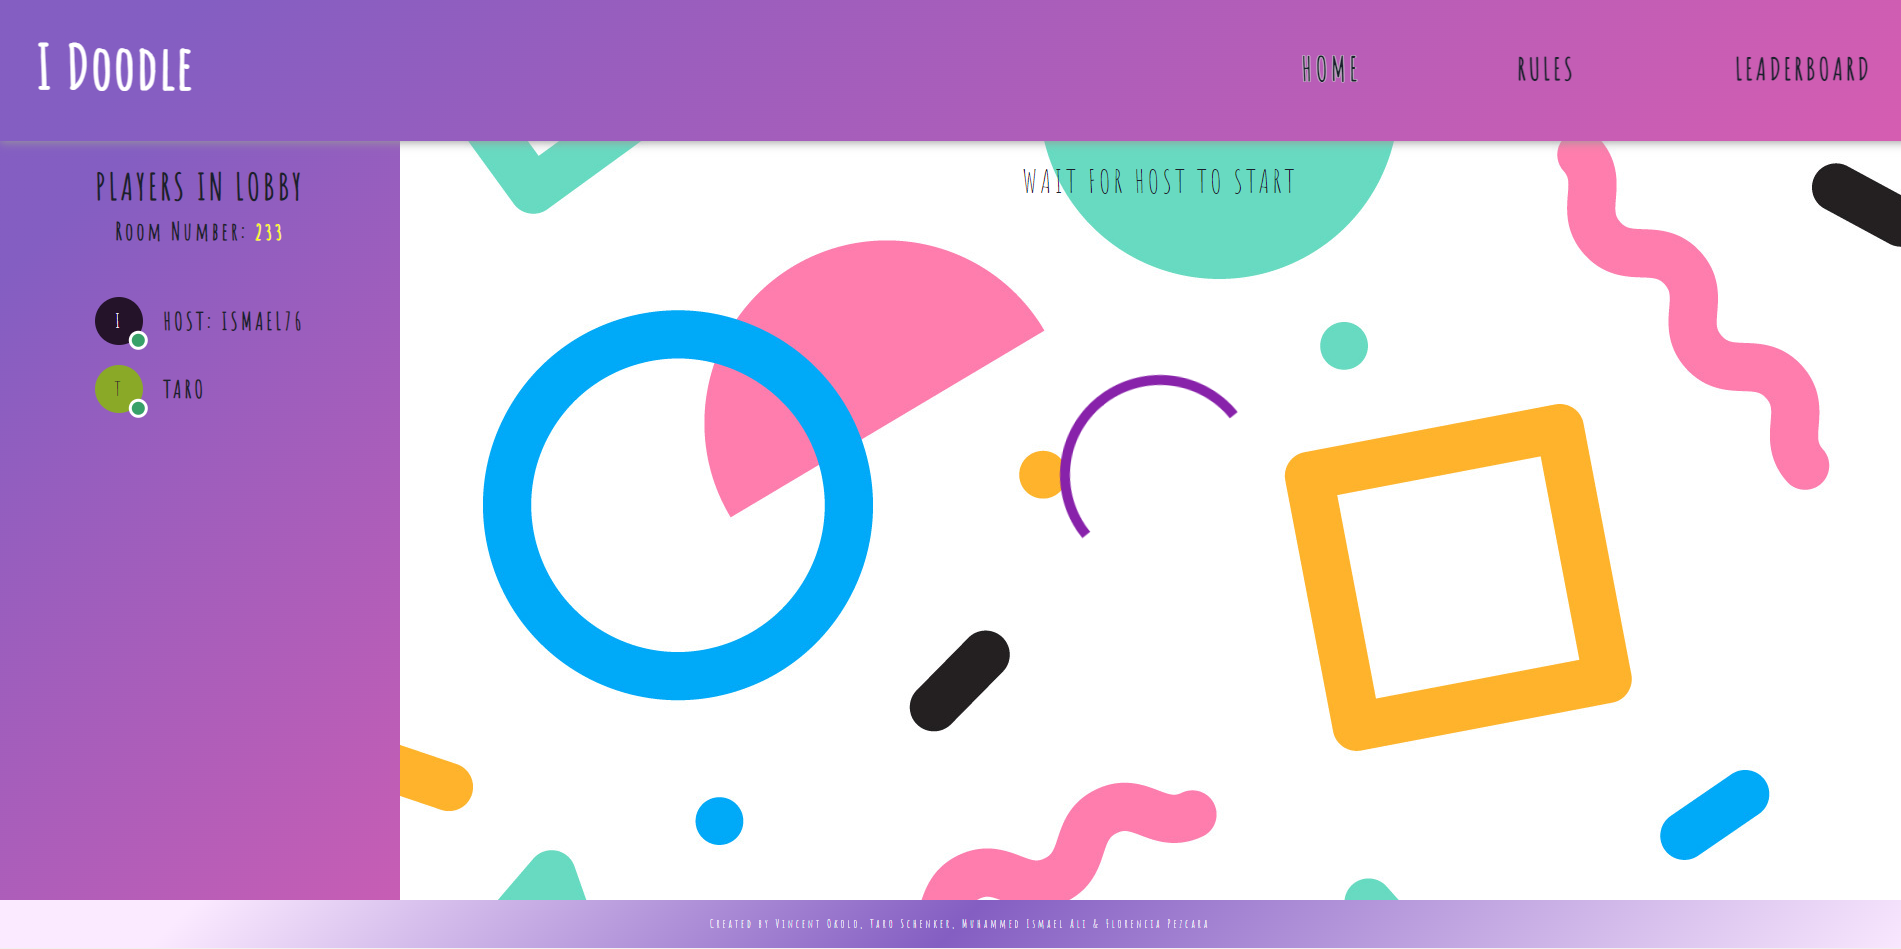 I Doodle
HOME
RULES
LEADERBOARD
PLAYERS IN LOBBY
Room Number: 233
I
HOST: ISMAEL76
T
TARO
WAIT FOR HOST TO START
Created by Vincent Okolo, Taro Schenker, Muhammed Ismael Ali & Florencia Pezcara